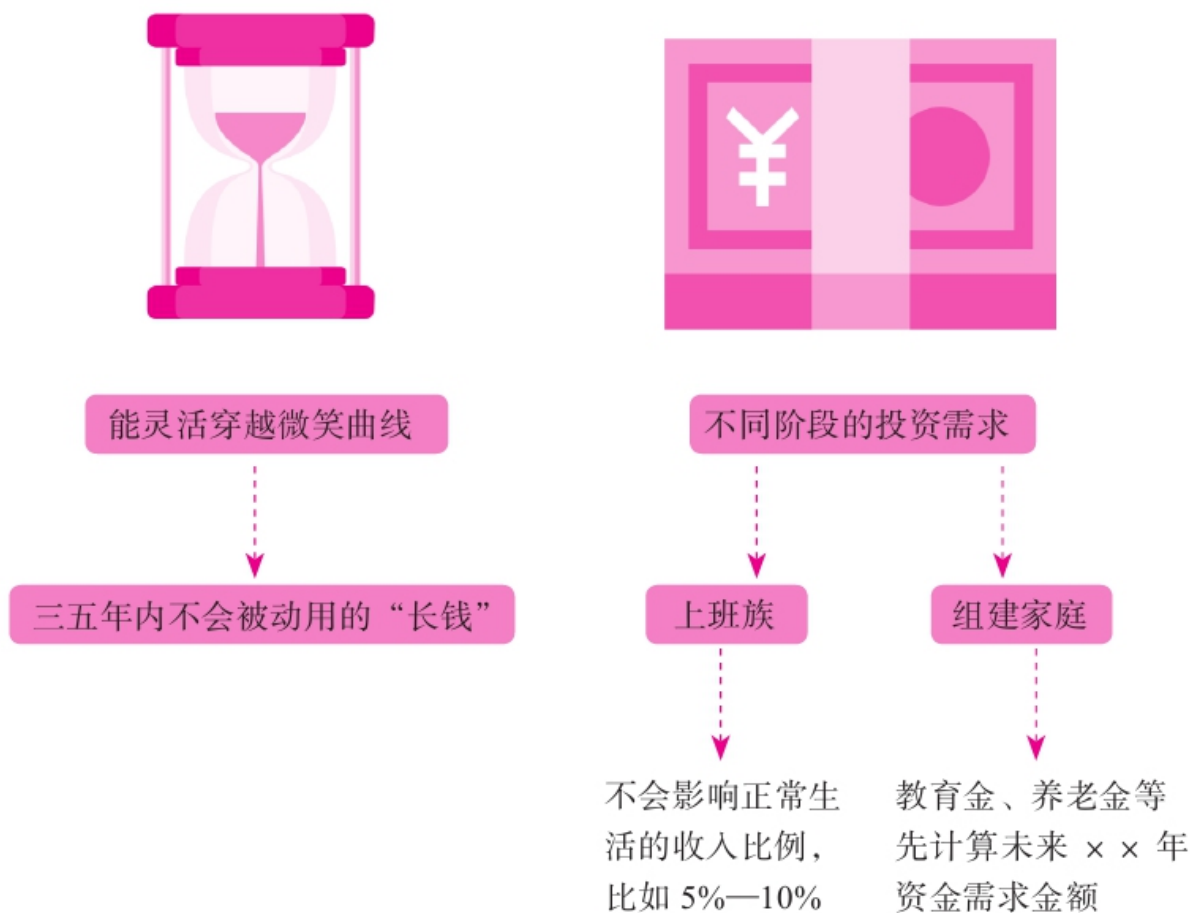 ¥
能灵活穿越微笑曲线
不同阶段的投资需求
三五年内不会被动用的“长钱”
上班族
组建家庭
不会影响正常生
活的收入比例，
比如 5%—10%
教育金、养老金等
先计算未来 × × 年
资金需求金额